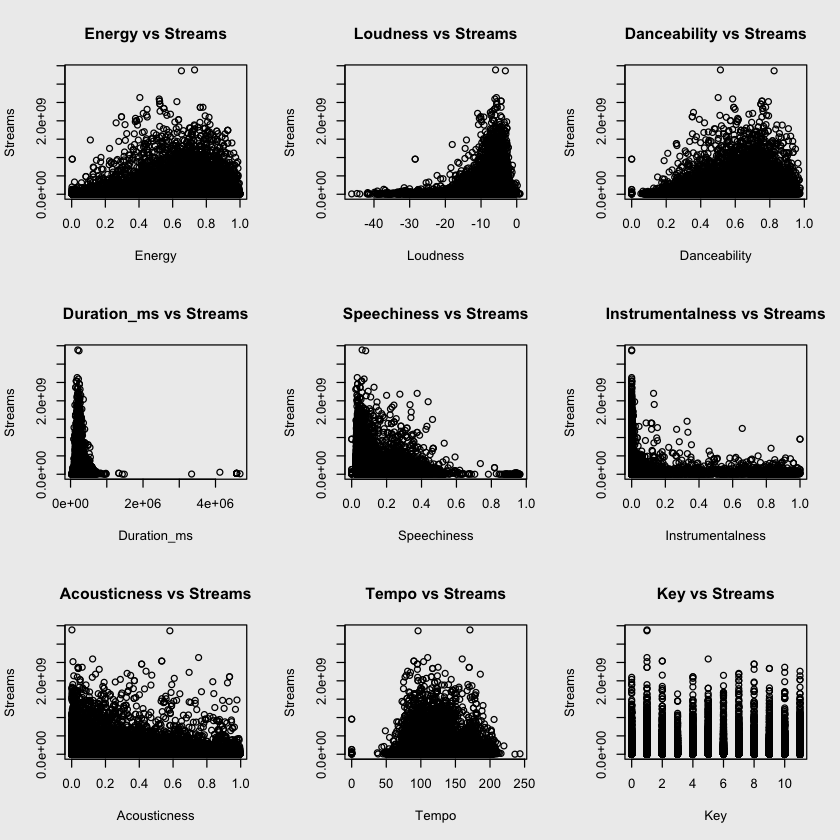 Energy vs Streams
Loudness vs Streams
Danceability vs Streams
Streams
0.0e+00 2.0e+09
0.0 0.2 0.4 0.6 0.8 1.0
Energy
Streams
0.0e+00 2.0e+09
-40 -30 -20 -10 0
Loudness
Streams
0.0e+00 2.0e+09
0.0 0.2 0.4 0.6 0.8 1.0
Danceability
Duration_ms vs Streams
Speechiness vs Streams
Instrumentalness vs Streams
Streams
0.0e+00 2.0e+09
0e+00 2e+06 4e+06
Duration_ms
Streams
0.0e+00 2.0e+09
0.0 0.2 0.4 0.6 0.8 1.0
Speechiness
Streams
0.0e+00 2.0e+09
0.0 0.2 0.4 0.6 0.8 1.0
Instrumentalness
Acousticness vs Streams
Tempo vs Streams
Key vs Streams
Streams
0.0e+00 2.0e+09
0.0 0.2 0.4 0.6 0.8 1.0
Acousticness
Streams
0.0e+00 2.0e+09
0 50 100 150 200 250
Tempo
Streams
0.0e+00 2.0e+09
0 2 4 6 8 10
Key